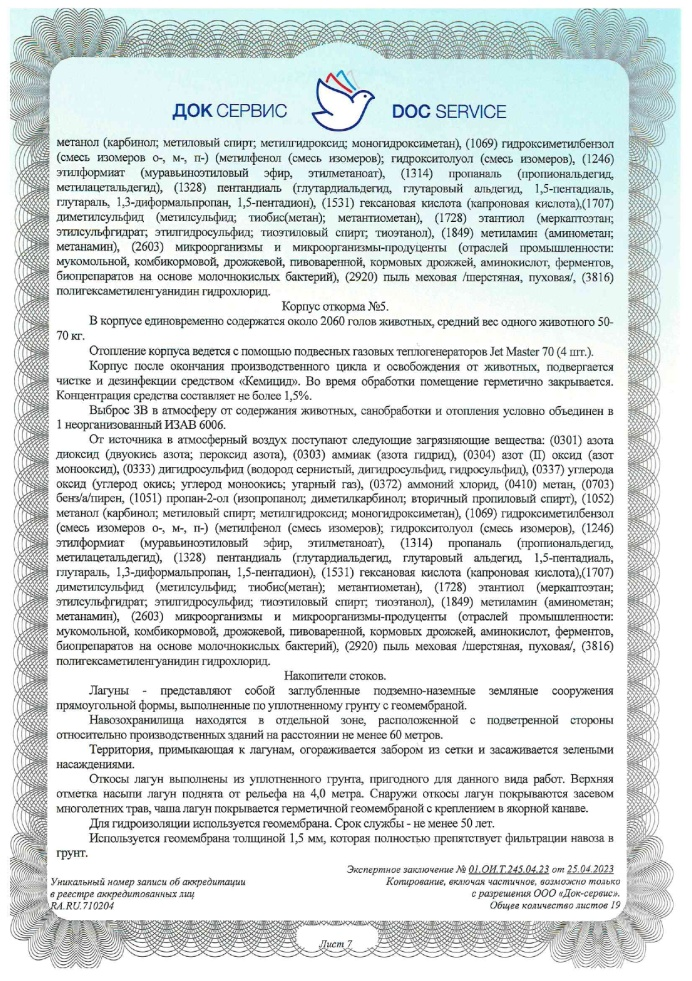 ДОК СЕРВИС DOC SERVICE
метанол (карбинол; метиловый спирт; метилгидроксид; моногидроксиметан), (1069) гидроксиметилбензол
(смесь изомеров о-, м-, п-) (метилфенол (смесь изомеров); гидрокситолуол (смесь изомеров), (1246)
этилформиат (муравьиноэтиловый эфир, этилметаноат), (1314) пропаналь (пропиональдегид,
метилацетальдегид), (1328) пентандиаль (глутардиальдегид, глутаровый альдегид, 1,5-пентадиаль,
глутараль, 1,3-диформальпропан, 1,5-пентадион), (1531) гексановая кислота (капроновая кислота),(1707)
диметилсульфид (метилсульфид; тиобис(метан); метантиометан), (1728) этантиол (меркаптоэтан;
этилсульфгидрат; этилгидросульфид; тиоэтиловый спирт; тиоэтанол), (1849) метиламин (аминометан;
метанамин), (2603) микроорганизмы и микроорганизмы-продуценты (отраслей промышленности:
мукомольной, комбикормовой, дрожжевой, пивоваренной, кормовых дрожжей, аминокислот, ферментов,
биопрепаратов на основе молочнокислых бактерий), (2920) пыль меховая /шерстяная, пуховая/, (3816)
полигексаметиленгуанидин гидрохлорид.
Корпус откорма №5.
В корпусе единовременно содержатся около 2060 голов животных, средний вес одного животного 50-
70 кг.
Отопление корпуса ведется с помощью подвесных газовых теплогенераторов Jet Master 70 (4 шт.).
Корпус после окончания производственного цикла и освобождения от животных, подвергается
чистке и дезинфекции средством «Кемицид». Во время обработки помещение герметично закрывается.
Концентрация средства составляет не более 1,5%.
Выброс ЗВ в атмосферу от содержания животных, санобработки и отопления условно объединен в
1 неорганизованный ИЗАВ 6006.
От источника в атмосферный воздух поступают следующие загрязняющие вещества: (0301) азота
диоксид (двуокись азота; пероксид азота), (0303) аммиак (азота гидрид), (0304) азот (II) оксид (азот
монооксид), (0333) дигидросульфид (водород сернистый, дигидросульфид, гидросульфид), (0337) углерода
оксид (углерод окись; углерод моноокись; угарный газ), (0372) аммоний хлорид, (0410) метан, (0703)
бенз/а/пирен, (1051) пропан-2-ол (изопропанол; диметилкарбинол; вторичный пропиловый спирт), (1052)
метанол (карбинол; метиловый спирт; метилгидроксид; моногидроксиметан), (1069) гидроксиметилбензол
(смесь изомеров о-, м-, п-) (метилфенол (смесь изомеров); гидрокситолуол (смесь изомеров), (1246)
этилформиат (муравьиноэтиловый эфир, этилметаноат), (1314) пропаналь (пропиональдегид,
метилацетальдегид), (1328) пентандиаль (глутардиальдегид, глутаровый альдегид, 1,5-пентадиаль,
глутараль, 1,3-диформальпропан, 1,5-пентадион), (1531) гексановая кислота (капроновая кислота),(1707)
диметилсульфид (метилсульфид; тиобис(метан); метантиометан), (1728) этантиол (меркаптоэтан;
этилсульфгидрат; этилгидросульфид; тиоэтиловый спирт; тиоэтанол), (1849) метиламин (аминометан;
метанамин), (2603) микроорганизмы и микроорганизмы-продуценты (отраслей промышленности:
мукомольной, комбикормовой, дрожжевой, пивоваренной, кормовых дрожжей, аминокислот, ферментов,
биопрепаратов на основе молочнокислых бактерий), (2920) пыль меховая /шерстяная, пуховая/, (3816)
полигексаметиленгуанидин гидрохлорид.
Накопители стоков.
Лагуны - представляют собой заглубленные подземно-наземные земляные сооружения
прямоугольной формы, выполненные по уплотненному грунту с геомембраной.
Навозохранилища находятся в отдельной зоне, расположенной с подветренной стороны
относительно производственных зданий на расстоянии не менее 60 метров.
Территория, примыкающая к лагунам, огораживается забором из сетки и засаживается зелеными
насаждениями.
Откосы лагун выполнены из уплотненного грунта, пригодного для данного вида работ. Верхняя
отметка насыпи лагун поднята от рельефа на 4,0 метра. Снаружи откосы лагун покрываются засевом
многолетних трав, чаша лагун покрывается герметичной геомембраной с креплением в якорной канаве.
Для гидроизоляции используется геомембрана. Срок службы - не менее 50 лет.
Используется геомембрана толщиной 1,5 мм, которая полностью препятствует фильтрации навоза в
грунт.
Экспертное заключение № 01.ОИ.Т.245.04.23 от 25.04.2023
Уникальный номер записи об аккредитации Копирование, включая частичное, возможно только
в реестре аккредитованных лиц с разрешения ООО «Док-сервис».
RA.RU.710204 Общее количество листов 19
Лист 7